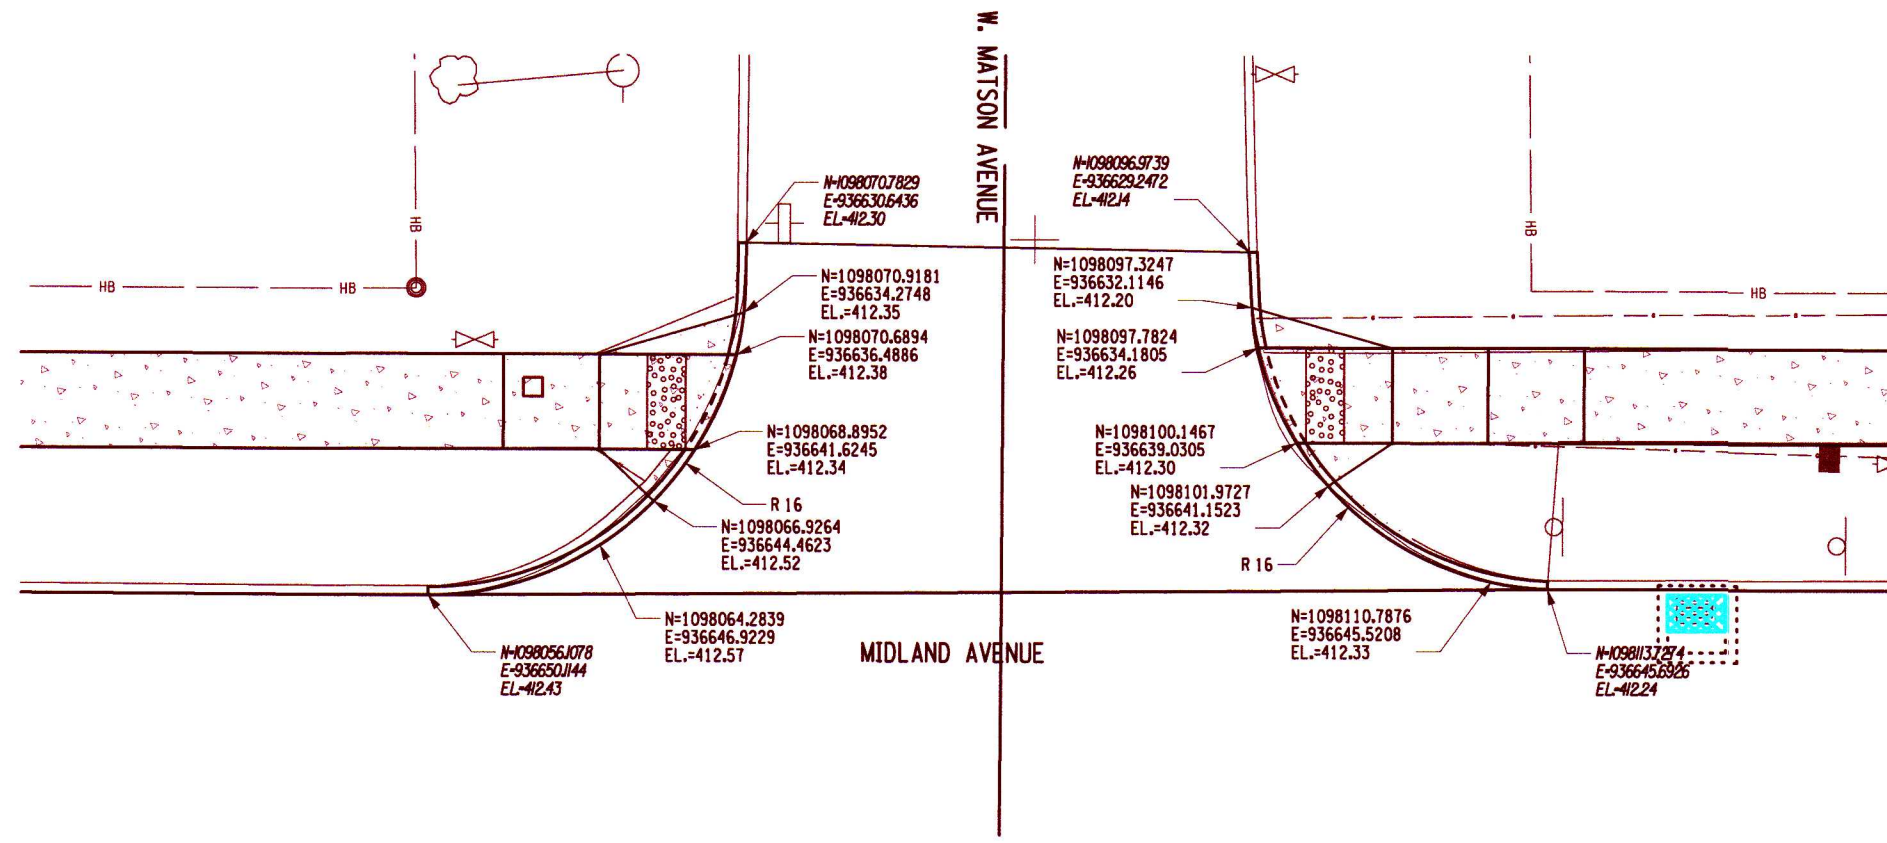 W. MATSON AVENUE
N=1098070.7829
E=936630.6436
EL.=412.30
N=1098096.9739
E=936629.2472
EL.=412.14
HB
HB
HB
HB
HB
N=1098070.9181
E=936634.2748
EL.=412.35
N=1098097.3247
E=936632.1146
EL.=412.20
N=1098070.6894
E=936636.4886
EL.=412.38
N=1098097.7824
E=936634.1805
EL.=412.26
N=1098068.8952
E=936641.6245
EL.=412.34
N=1098100.1467
E=936639.0305
EL.=412.30
R 16
N=1098101.9727
E=936641.1523
EL.=412.32
N=1098066.9264
E=936644.4623
EL.=412.52
R 16
N=1098064.2839
E=936646.9229
EL.=412.57
N=1098110.7876
E=936645.5208
EL.=412.33
MIDLAND AVENUE
N=1098056.1078
E=936650.1144
EL.=412.43
N=1098113.7274
E=936645.6926
EL.=412.24